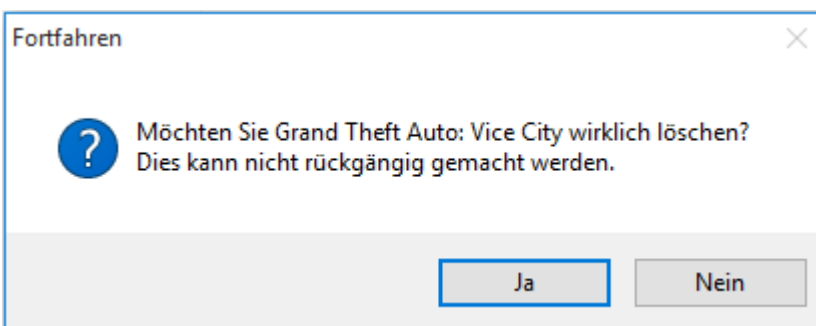 Fortfahren
Möchten Sie Grand Theft Auto: Vice City wirklich löschen?
Dies kann nicht rückgängig gemacht werden.
Ja
Nein